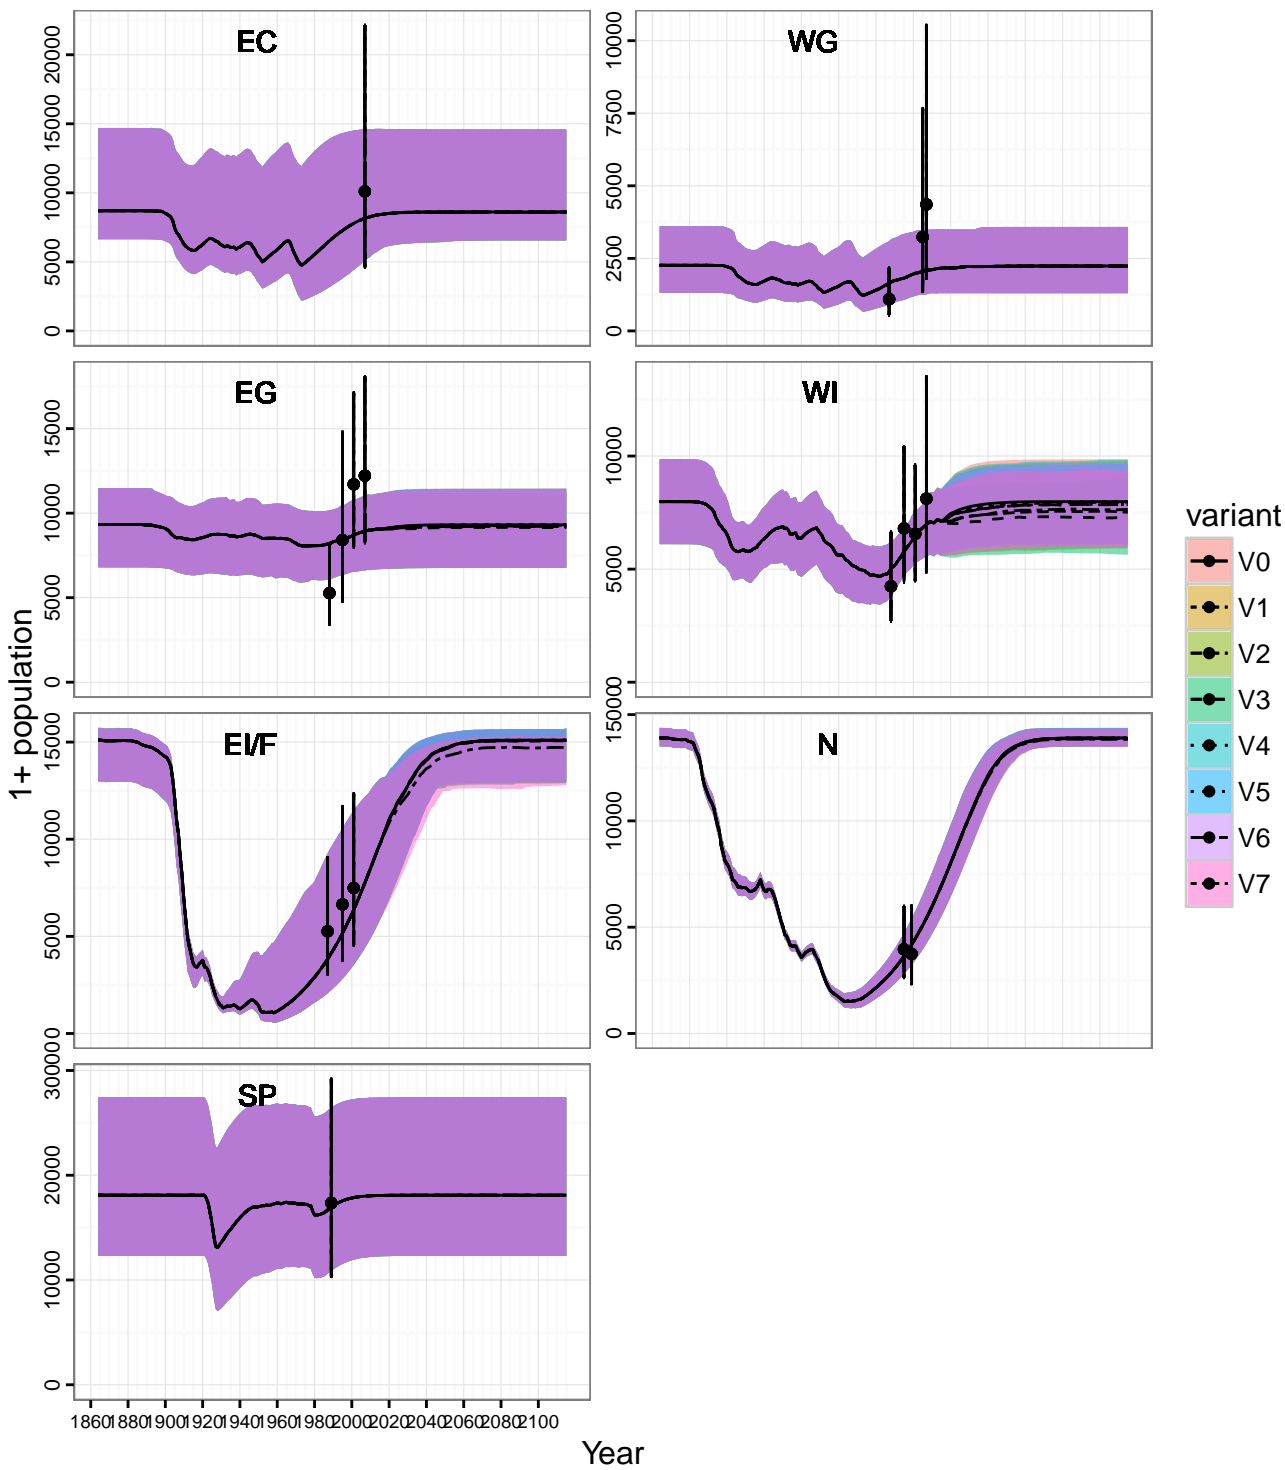 EC
0 5000 10000 15000 20000
WG
0 2500 5000 7500 10000
EG
0 5000 10000 15000
WI
0 5000 10000
EI/F
0 5000 10000 15000
N
0 5000 10000 15000
SP
0 10000 20000 30000
1+ population
1860 1880 1900 1920 1940 1960 1980 2000 2020 2040 2060 2080 2100
Year
variant
V0
V1
V2
V3
V4
V5
V6
V7